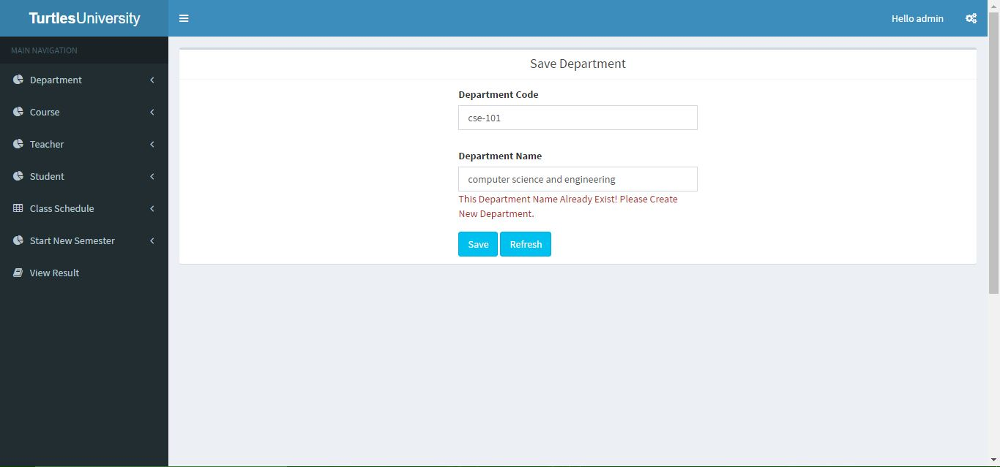 TurtlesUniversity
Hello admin
MAIN NAVIGATION
Department
Course
Teacher
Student
Class Schedule
Start New Semester
View Result
Save Department
Department Code
cse-101
Department Name
computer science and engineering
This Department Name Already Exist! Please Create
New Department.
Save Refresh